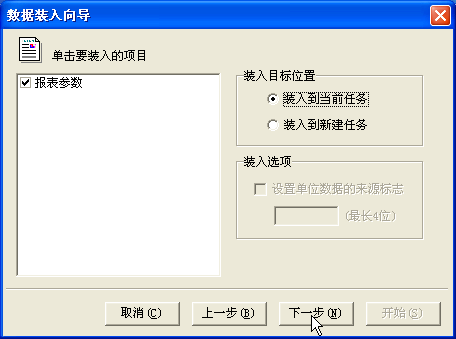 数据装入向导
单击要装入的项目
报表参数
装入目标位置
装入到当前任务
装入到新建任务
装入选项
设置单位数据的来源标志
(最长4位)
取消(C)
上一步(B)
下一步(N)
开始(S)